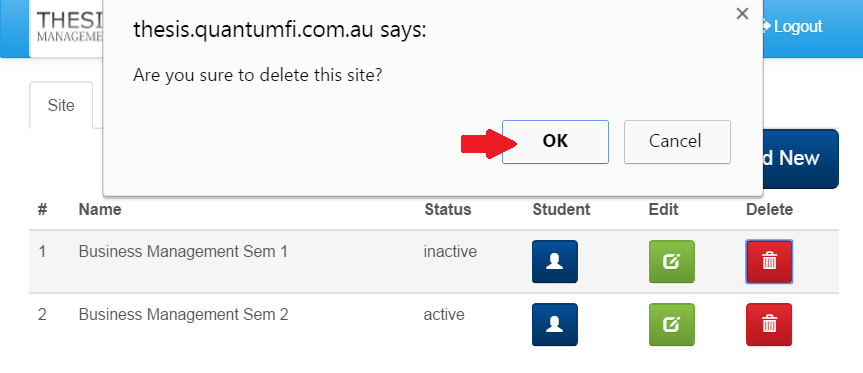 THESI
MANAGEMEN
thesis.quantumfi.com.au says:
Are you sure to delete this site?
OK
Cancel
Logout
Site
d New
# Name Status Student Edit Delete
1 Business Management Sem 1 inactive
2 Business Management Sem 2 active